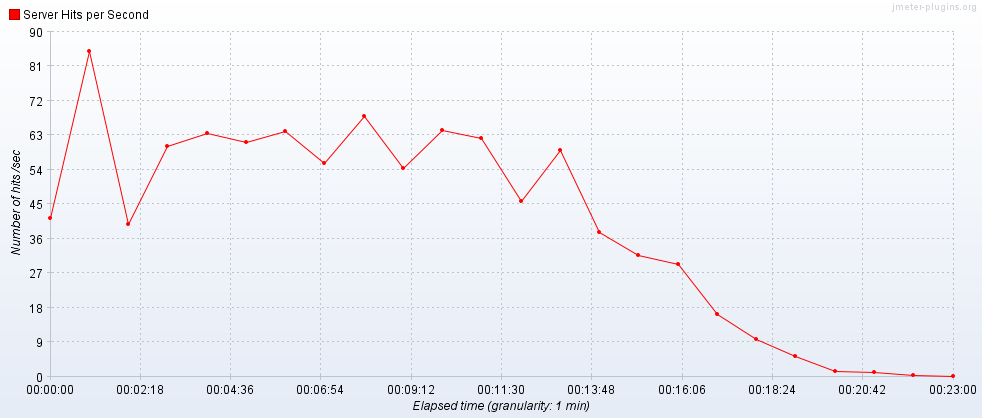 jmeter-plugins.org
Server Hits per Second
90
81
72
63
54
45
36
27
18
9
0
Number of hits /sec
00:00:00 00:02:18 00:04:36 00:06:54 00:09:12 00:11:30 00:13:48 00:16:06 00:18:24 00:20:42 00:23:00
Elapsed time (granularity: 1 min)